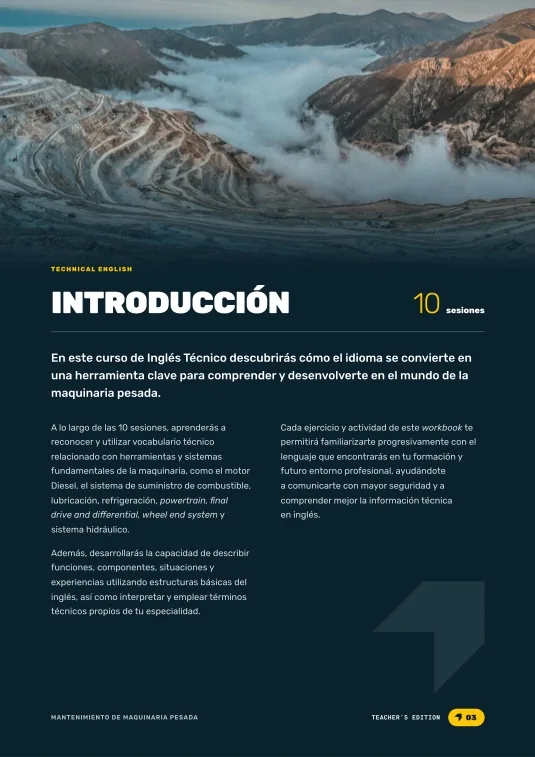 TECHNICAL ENGLISH
INTRODUCCIÓN
10 sesiones
En este curso de Inglés Técnico descubrirás cómo el idioma se convierte en
una herramienta clave para comprender y desenvolverte en el mundo de la
maquinaria pesada.
A lo largo de las 10 sesiones, aprenderás a
reconocer y utilizar vocabulario técnico
relacionado con herramientas y sistemas
fundamentales de la maquinaria, como el motor
Diesel, el sistema de suministro de combustible,
lubricación, refrigeración, powertrain, final
drive and differential, wheel end system y
sistema hidráulico.
Además, desarrollarás la capacidad de describir
funciones, componentes, situaciones y
experiencias utilizando estructuras básicas del
inglés, así como interpretar y emplear términos
técnicos propios de tu especialidad.
Cada ejercicio y actividad de este workbook te
permitirá familiarizarte progresivamente con el
lenguaje que encontrarás en tu formación y
futuro entorno profesional, ayudándote
a comunicarte con mayor seguridad y a
comprender mejor la información técnica
en inglés.
MANTENIMIENTO DE MAQUINARIA PESADA
TEACHER'S EDITION
03